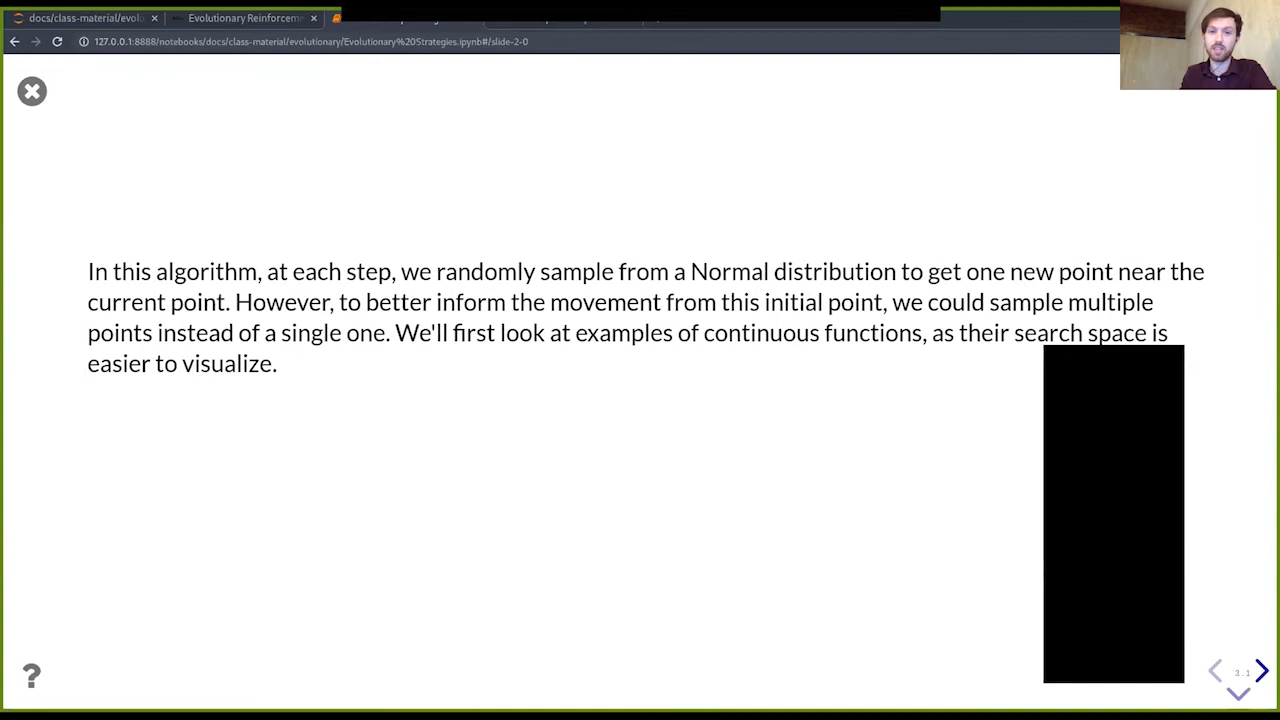 docs/class-material/evolu
Evolutionary Reinforcem
127.0.0.1:8888/notebooks/docs/class-material/evolutionary/Evolutionary%20Strategies.ipynb#/slide-2-0
In this algorithm, at each step, we randomly sample from a Normal distribution to get one new point near the
current point. However, to better inform the movement from this initial point, we could sample multiple
points instead of a single one. We'll first look at examples of continuous functions, as their search space is
easier to visualize.
?
3.1